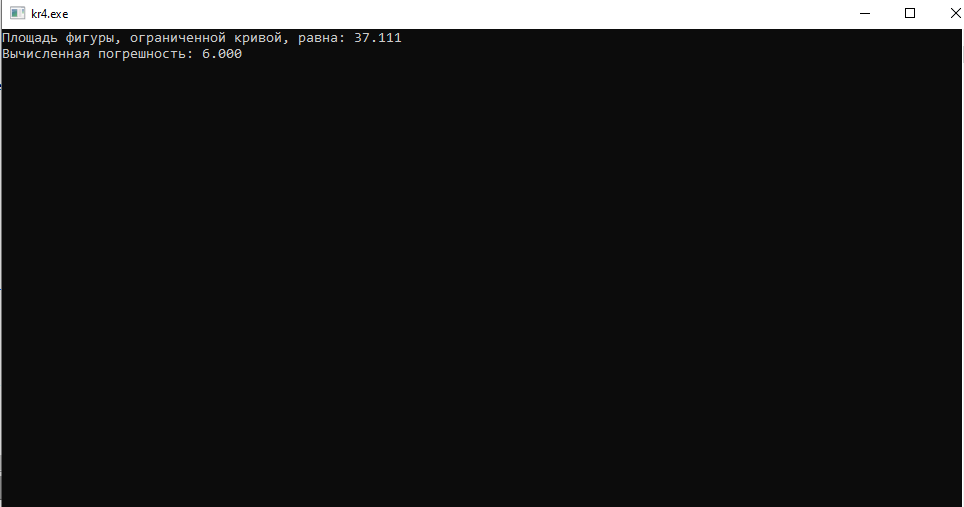 kr4.exe
Площадь фигуры, ограниченной кривой, равна: 37.111
Вычисленная погрешность: 6.000